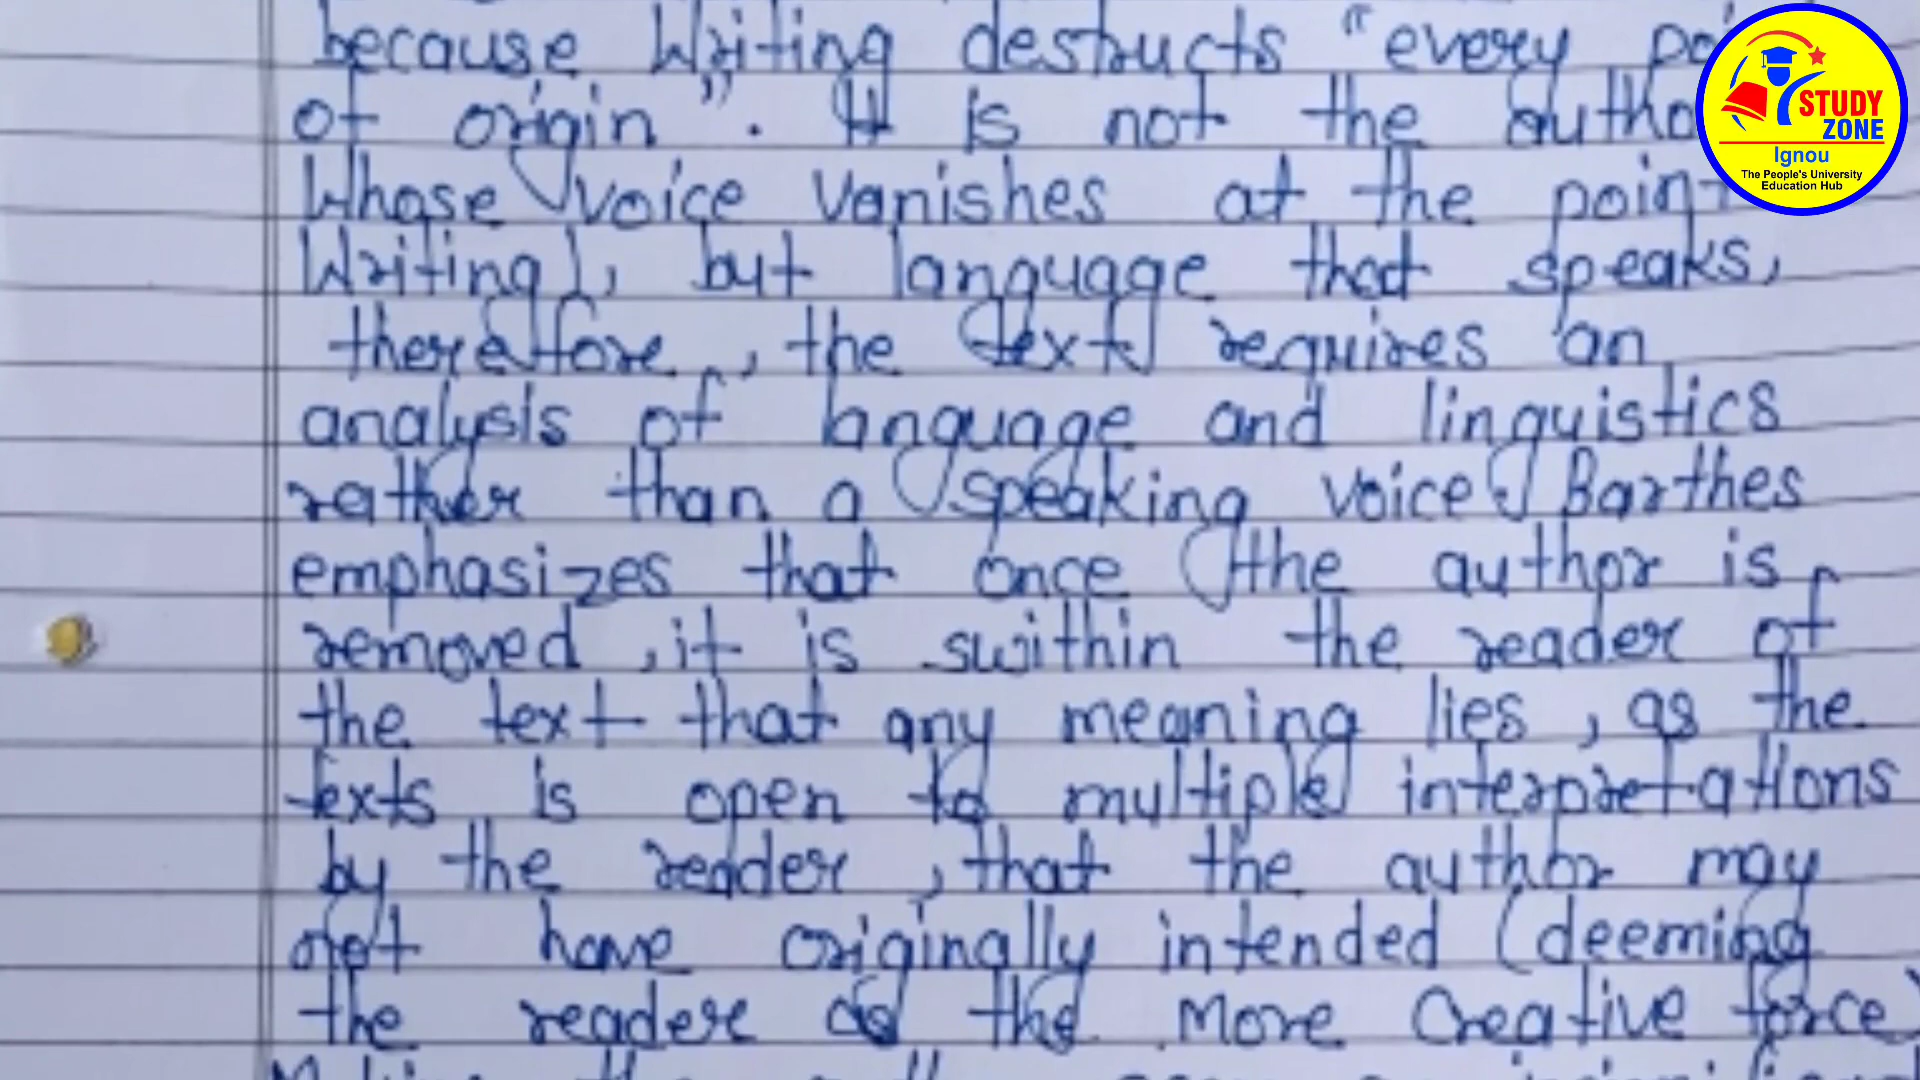 because Writing destructs "every
of origin". It is not the
Whose voice vanishes at the point
Writing), but language that speaks,
therefore, the text requires an
analysis of language and linguistics
rather than a speaking voice. Barthes
emphasizes that once the author is
removed, it is swithin the reader of
the text that any meaning lies, as the
texts is open to multiple interpretations
by the reader, that the author may
not have originally intended (deeming
the reader as the More Creative force)
STUDY
ZONE
Ignou
The People's University
Education Hub